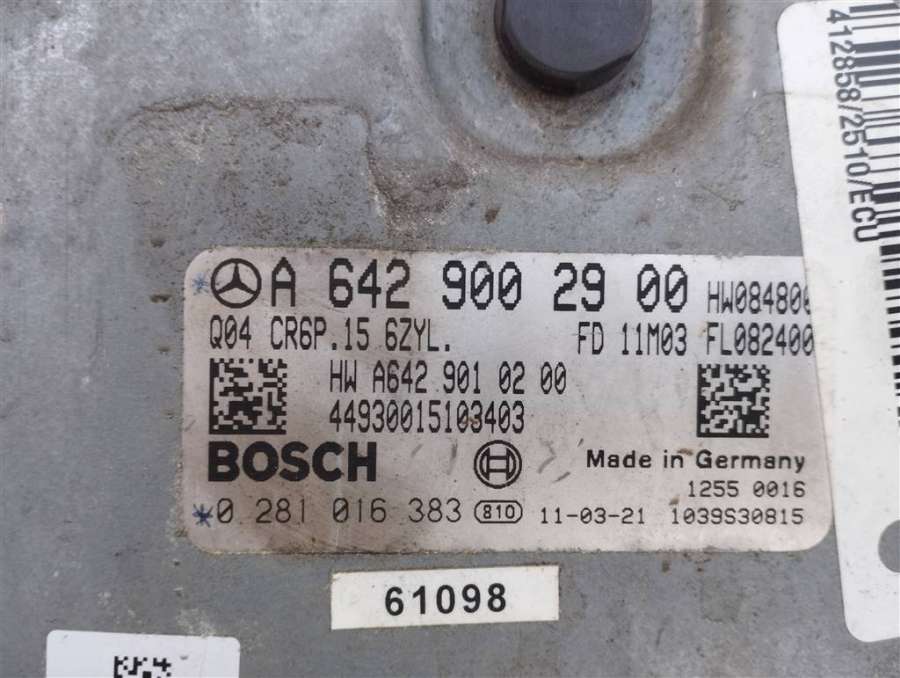 A 642 900 29 00 HW084800
Q04 CR6P.15 6ZYL. FD 11M03 FL082400
HW A642 901 02 00
44930015103403
BOSCH Made in Germany
1255 0016
*0 281 016 383 810 11-03-21 1039S30815
61098
412858/2510/ECU